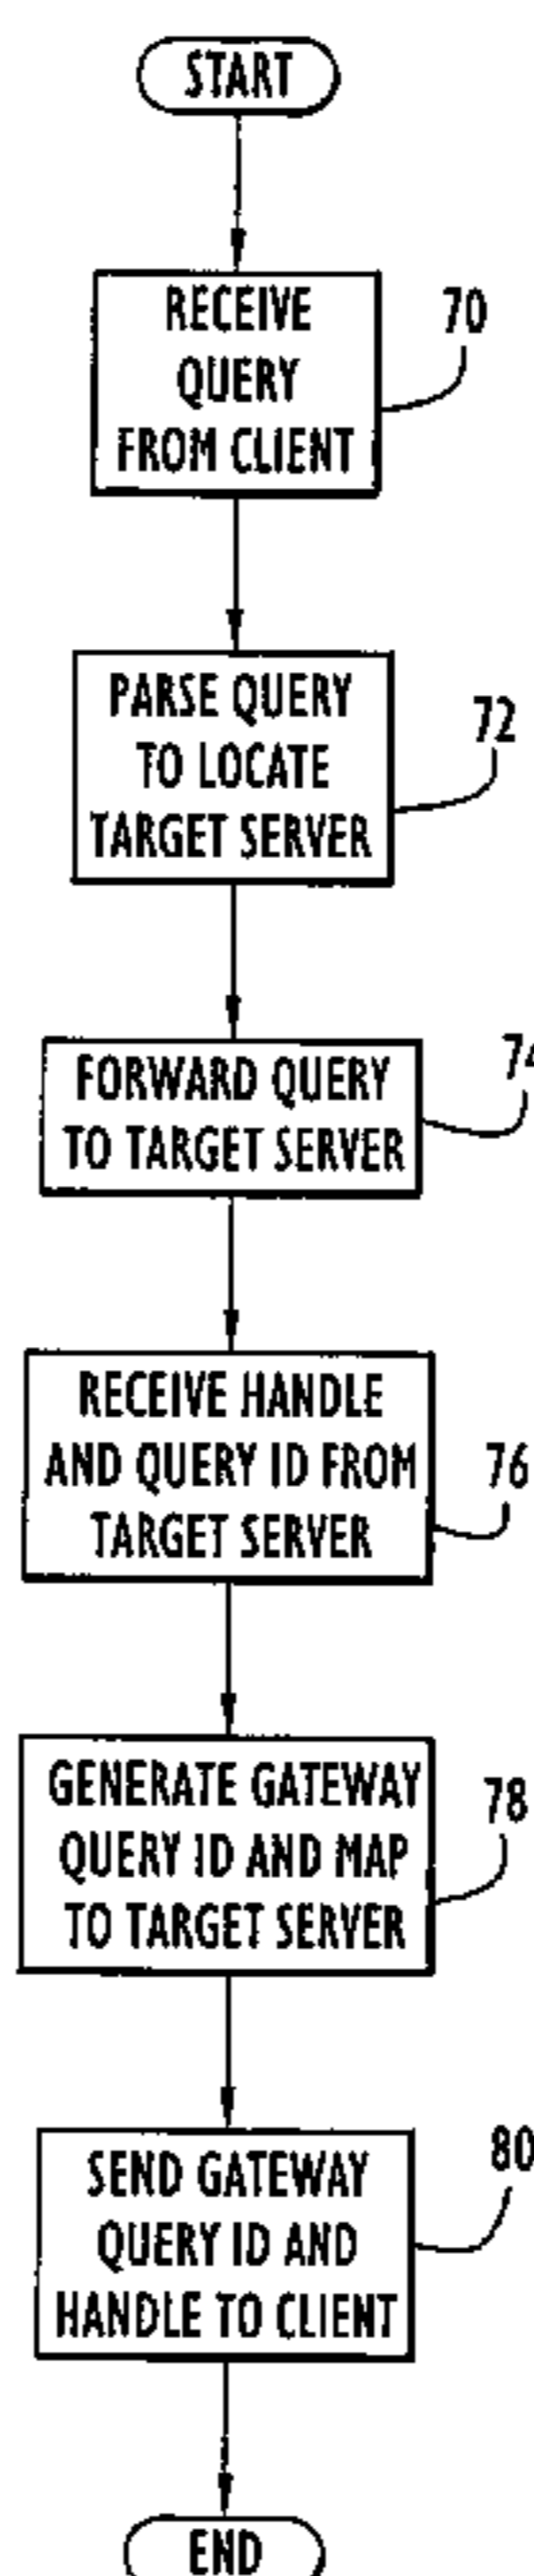 START
RECEIVE
QUERY
FROM CLIENT
70
PARSE QUERY
TO LOCATE
TARGET SERVER
72
FORWARD QUERY
TO TARGET SERVER
74
RECEIVE HANDLE
AND QUERY ID FROM
TARGET SERVER
76
GENERATE GATEWAY
QUERY ID AND MAP
TO TARGET SERVER
78
SEND GATEWAY
QUERY ID AND
HANDLE TO CLIENT
80
END